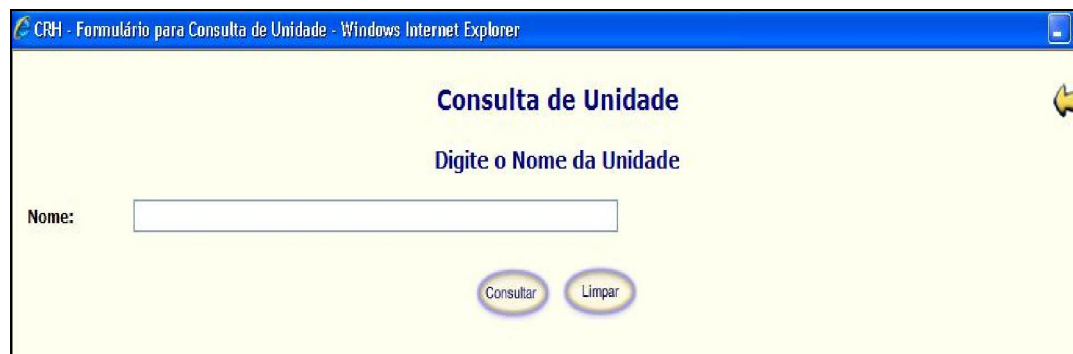 CRH - Formulário para Consulta de Unidade - Windows Internet Explorer
Consulta de Unidade
Digite o Nome da Unidade
Nome:
Consultar Limpar